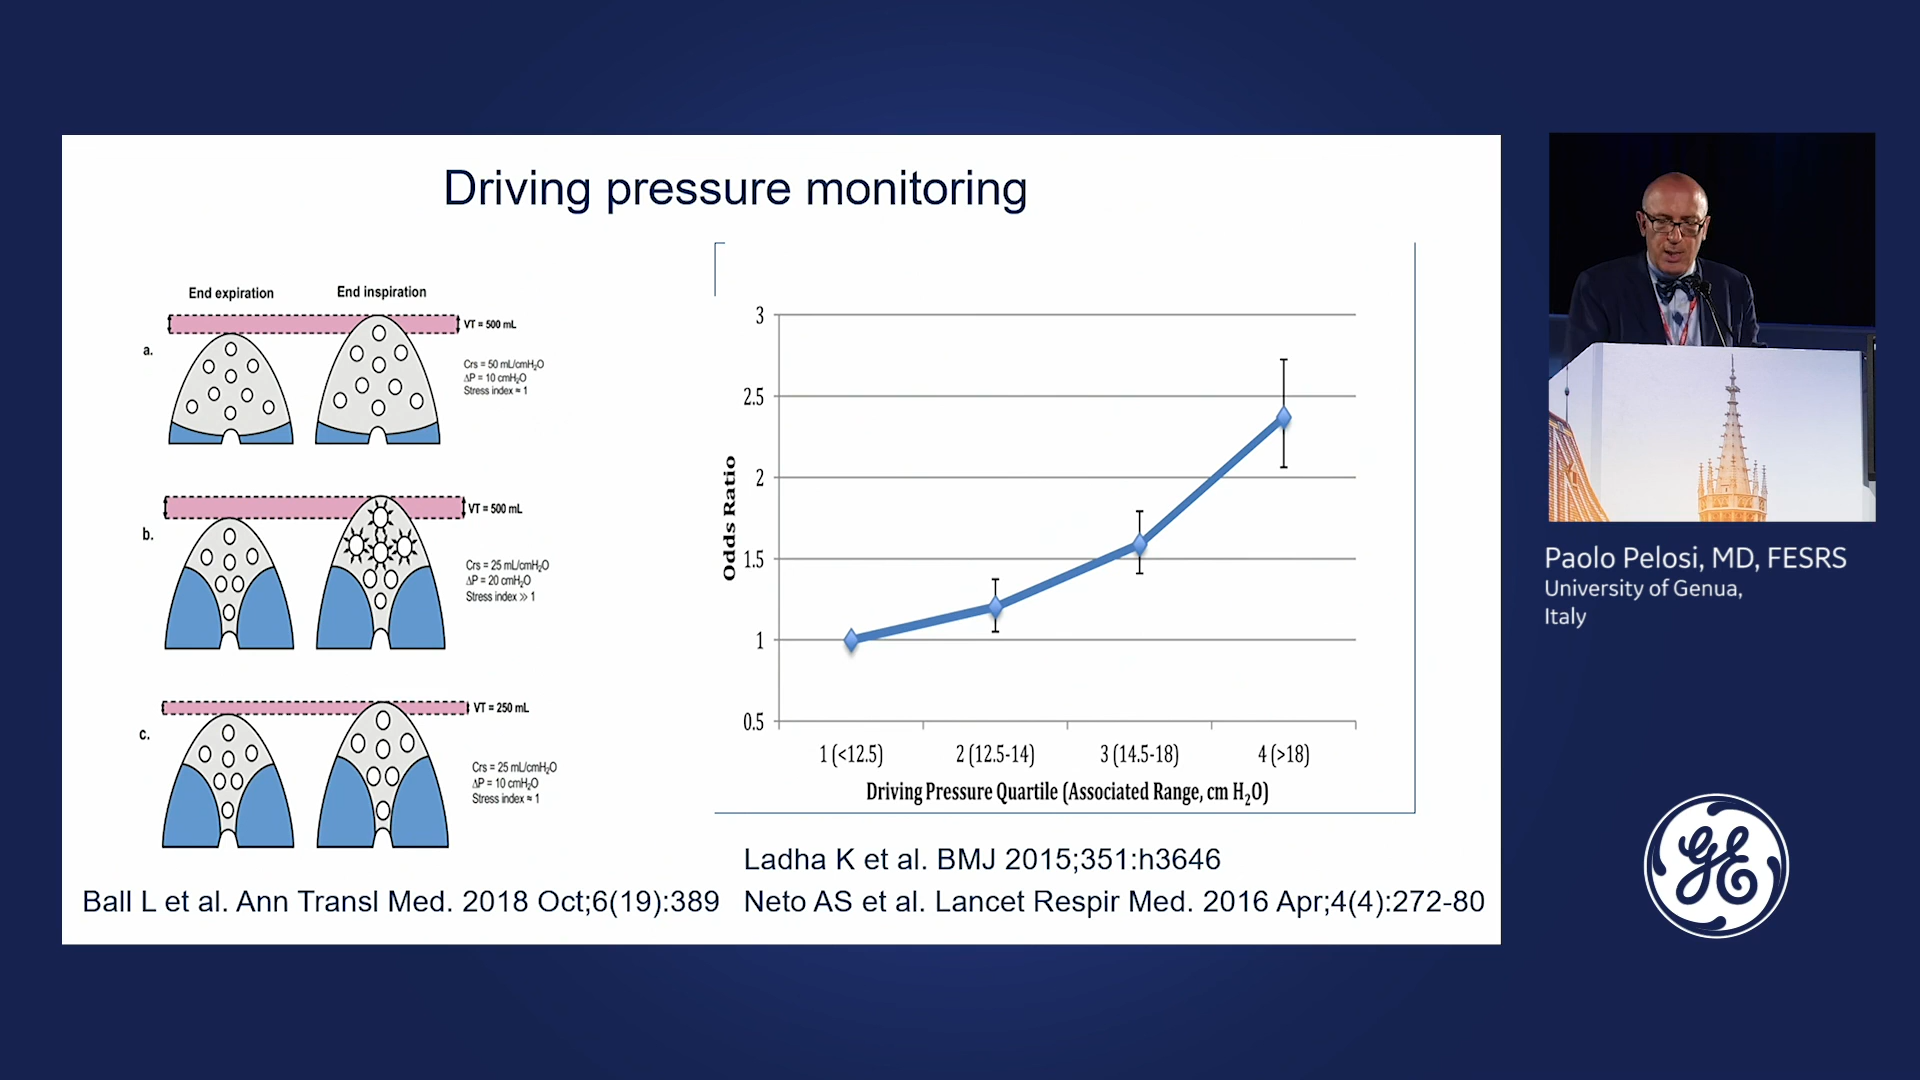 Driving pressure monitoring
End expiration
End inspiration
a.
VT = 500 mL
Crs = 50 mL/cmH₂O
ΔP = 10 cmH₂O
Stress index ≈ 1
b.
VT = 500 mL
Crs = 25 mL/cmH₂O
ΔP = 20 cmH₂O
Stress index >> 1
c.
VT = 250 mL
Crs = 25 mL/cmH₂O
ΔP = 10 cmH₂O
Stress index ≈ 1
Ball L et al. Ann Transl Med. 2018 Oct;6(19):389
3
2.5
2
1.5
1
0.5
Odds Ratio
1 (<12.5)
2 (12.5-14)
3 (14.5-18)
4 (>18)
Driving Pressure Quartile (Associated Range, cm H₂O)
Ladha K et al. BMJ 2015;351:h3646
Neto AS et al. Lancet Respir Med. 2016 Apr;4(4):272-80
Paolo Pelosi, MD, FESRS
University of Genua,
Italy
GE